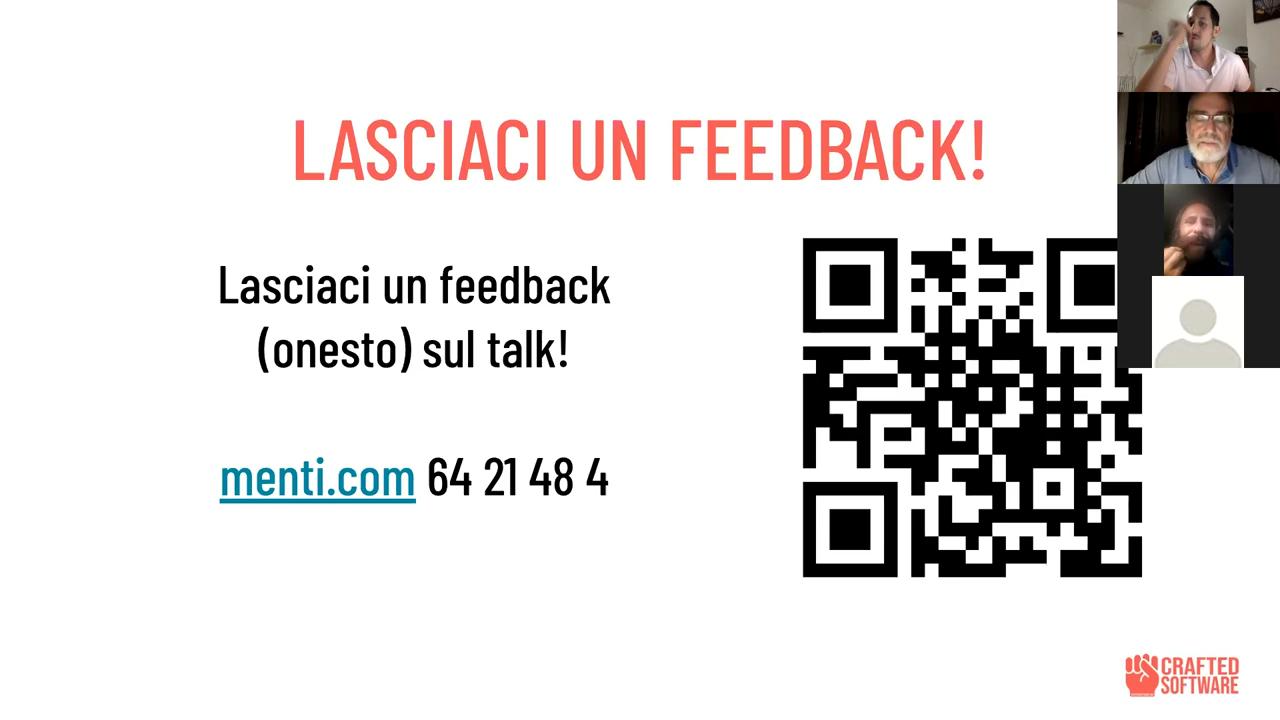 LASCIACI UN FEEDBACK!
Lasciaci un feedback
(onesto) sul talk!
menti.com 64 21 48 4
CRAFTED
SOFTWARE